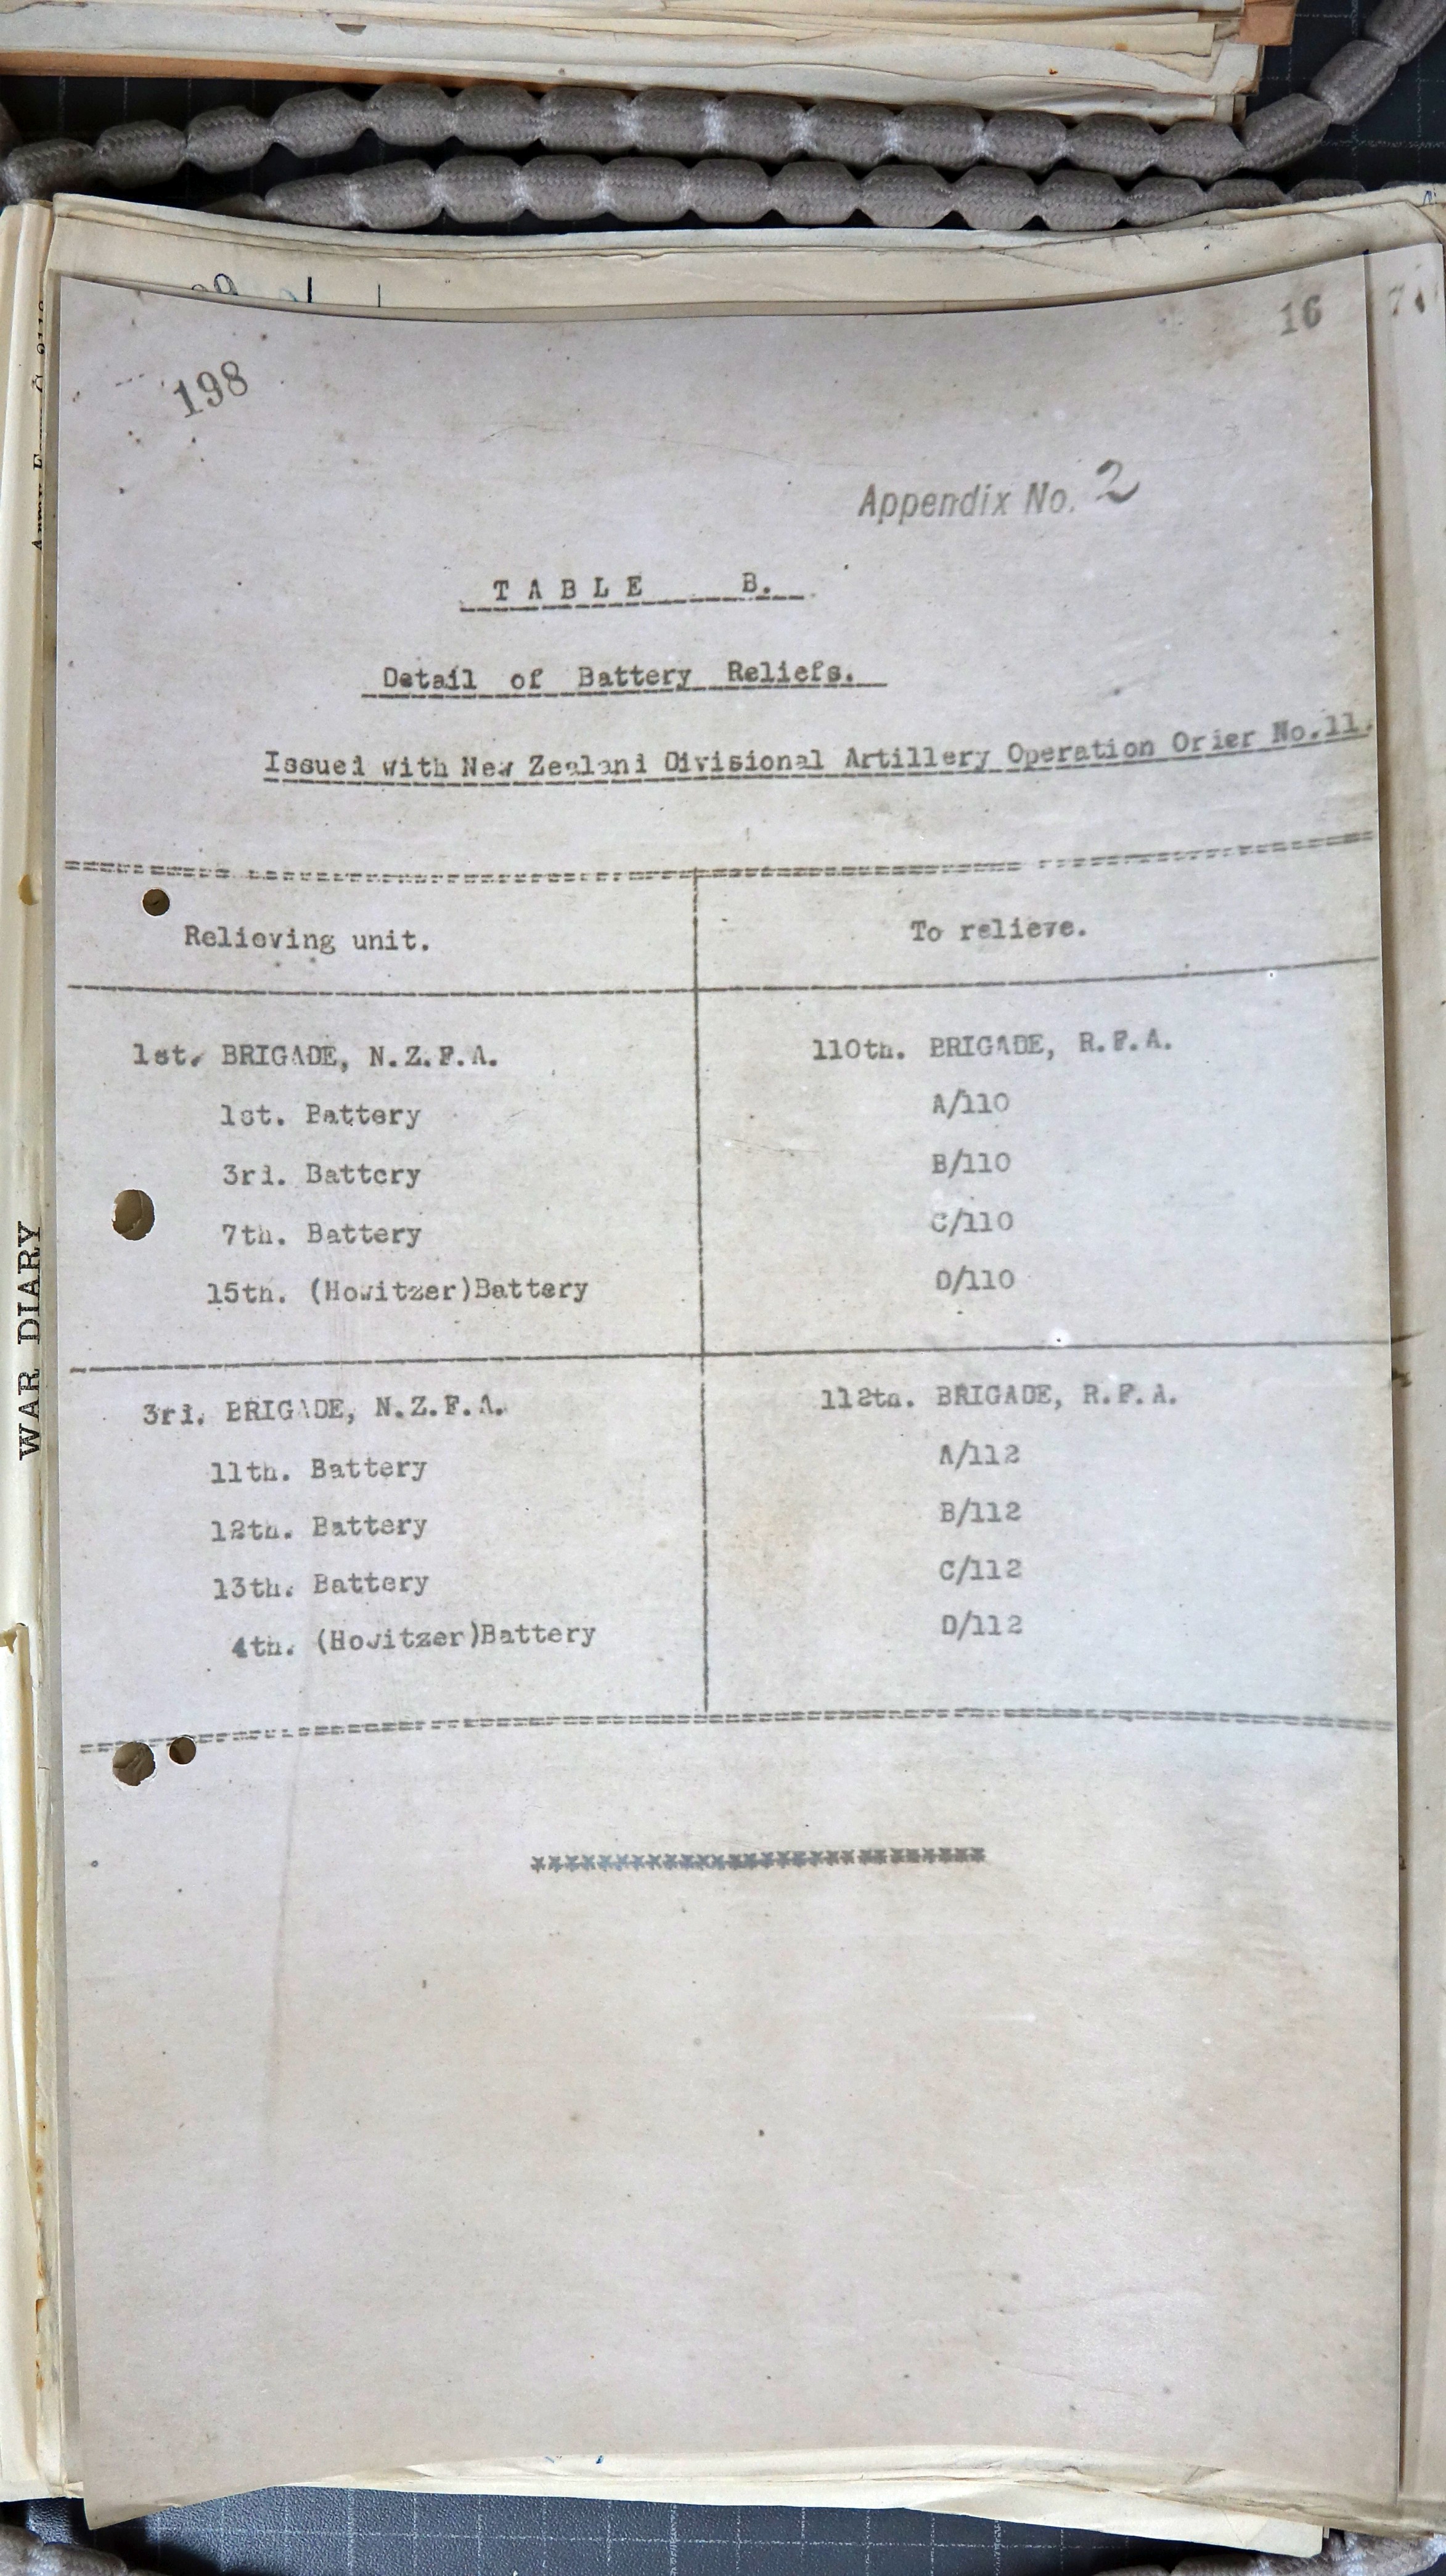 198
16
Appendix No. 2
TABLE B.
Detail of Battery Reliefs.
Issued with New Zealand Divisional Artillery Operation Order No.11.
Relieving unit. To relieve.
1st. BRIGADE, N.Z.F.A. 110th. BRIGADE, R.F.A.
1st. Battery A/110
3rd. Battery B/110
7th. Battery C/110
15th. (Howitzer)Battery D/110
3rd. BRIGADE, N.Z.F.A. 112th. BRIGADE, R.F.A.
11th. Battery A/112
12th. Battery B/112
13th. Battery C/112
4th. (Howitzer)Battery D/112
WAR DIARY